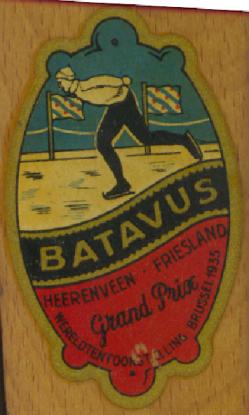 BATAVUS
HEERENVEEN · FRIESLAND
Grand Prix
WERELDTENTOONSTELLING BRUSSEL 1935